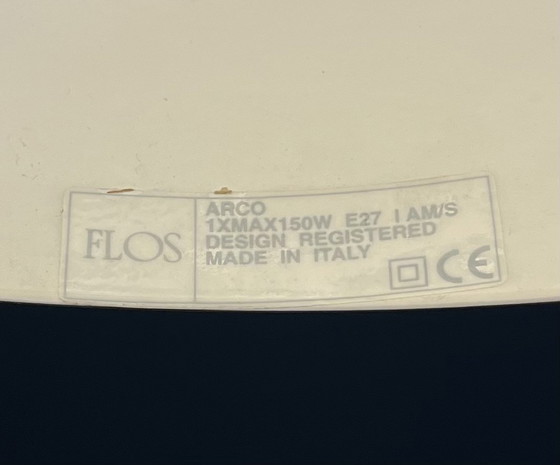 FLOS
ARCO
1XMAX150W E27 I AM/S
DESIGN REGISTERED
MADE IN ITALY
CE